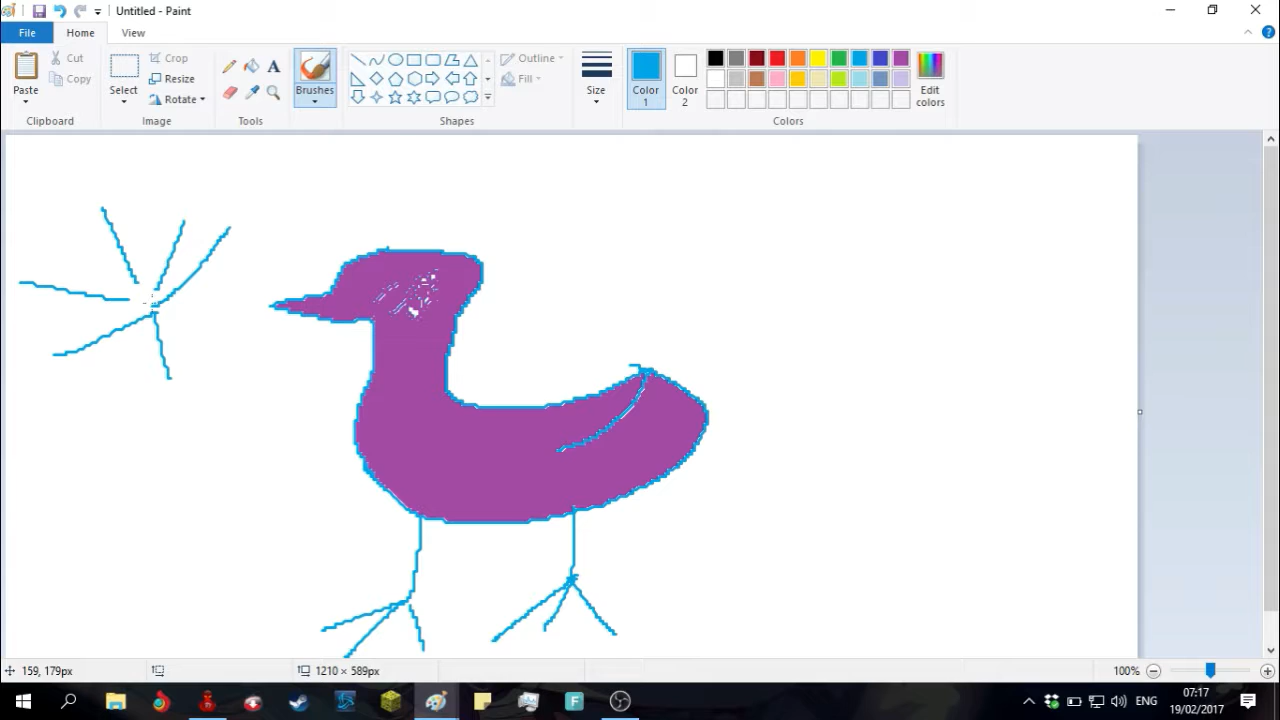 Untitled - Paint
File Home View
Paste
Cut
Copy
Clipboard
Select
Crop
Resize
Rotate
Image
Tools
Brushes
Outline
Fill
Shapes
Size
Color 1
Color 2
Edit colors
Colors
159, 179px
1210 × 589px
100%
ENG
07:17
19/02/2017